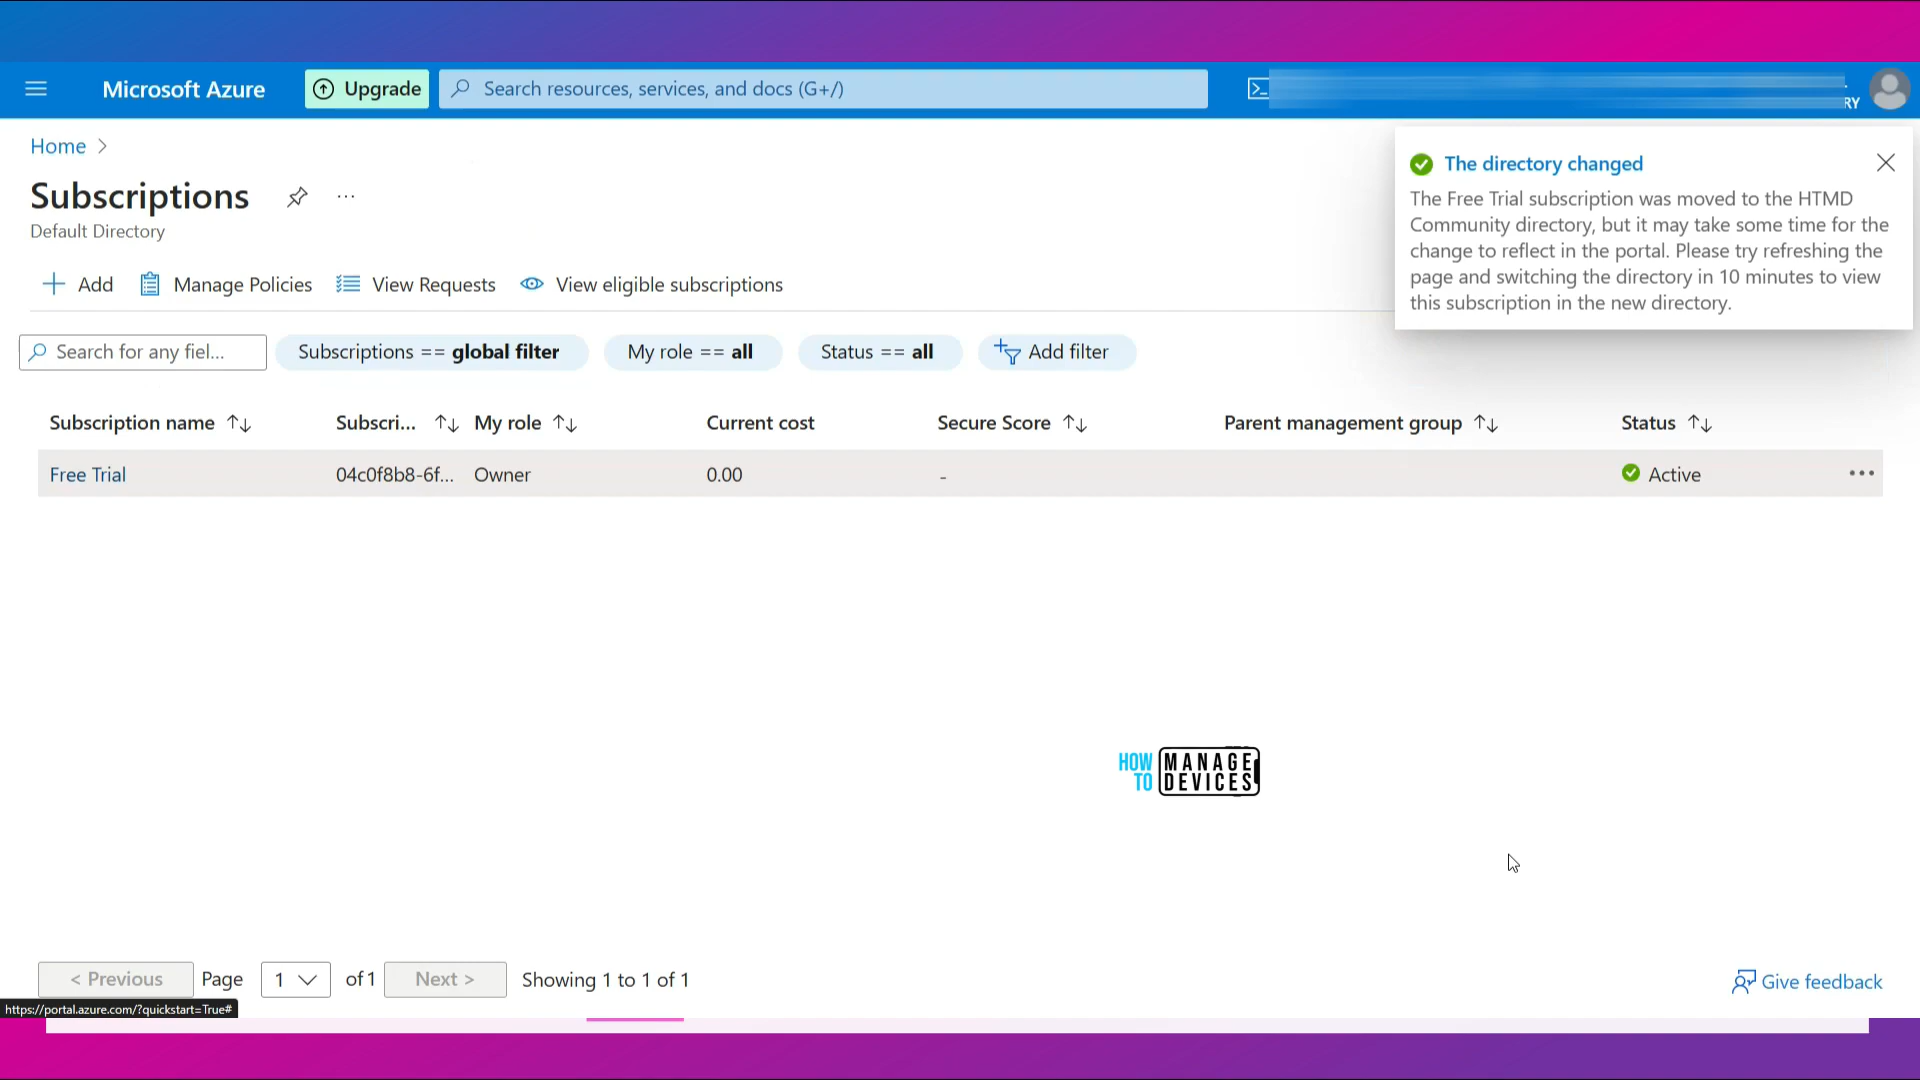 Microsoft Azure
Upgrade
Search resources, services, and docs (G+/)
RY
Home
Subscriptions
Default Directory
The directory changed
The Free Trial subscription was moved to the HTMD
Community directory, but it may take some time for the
change to reflect in the portal. Please try refreshing the
page and switching the directory in 10 minutes to view
this subscription in the new directory.
Add Manage Policies View Requests View eligible subscriptions
Search for any fiel... Subscriptions == global filter My role == all Status == all Add filter
Subscription name Subscri... My role Current cost Secure Score Parent management group Status
Free Trial 04c0f8b8-6f... Owner 0.00 - Active
HOW TO
MANAGE
DEVICES
< Previous Page 1 of 1 Next > Showing 1 to 1 of 1
Give feedback
https://portal.azure.com/?quickstart=True#